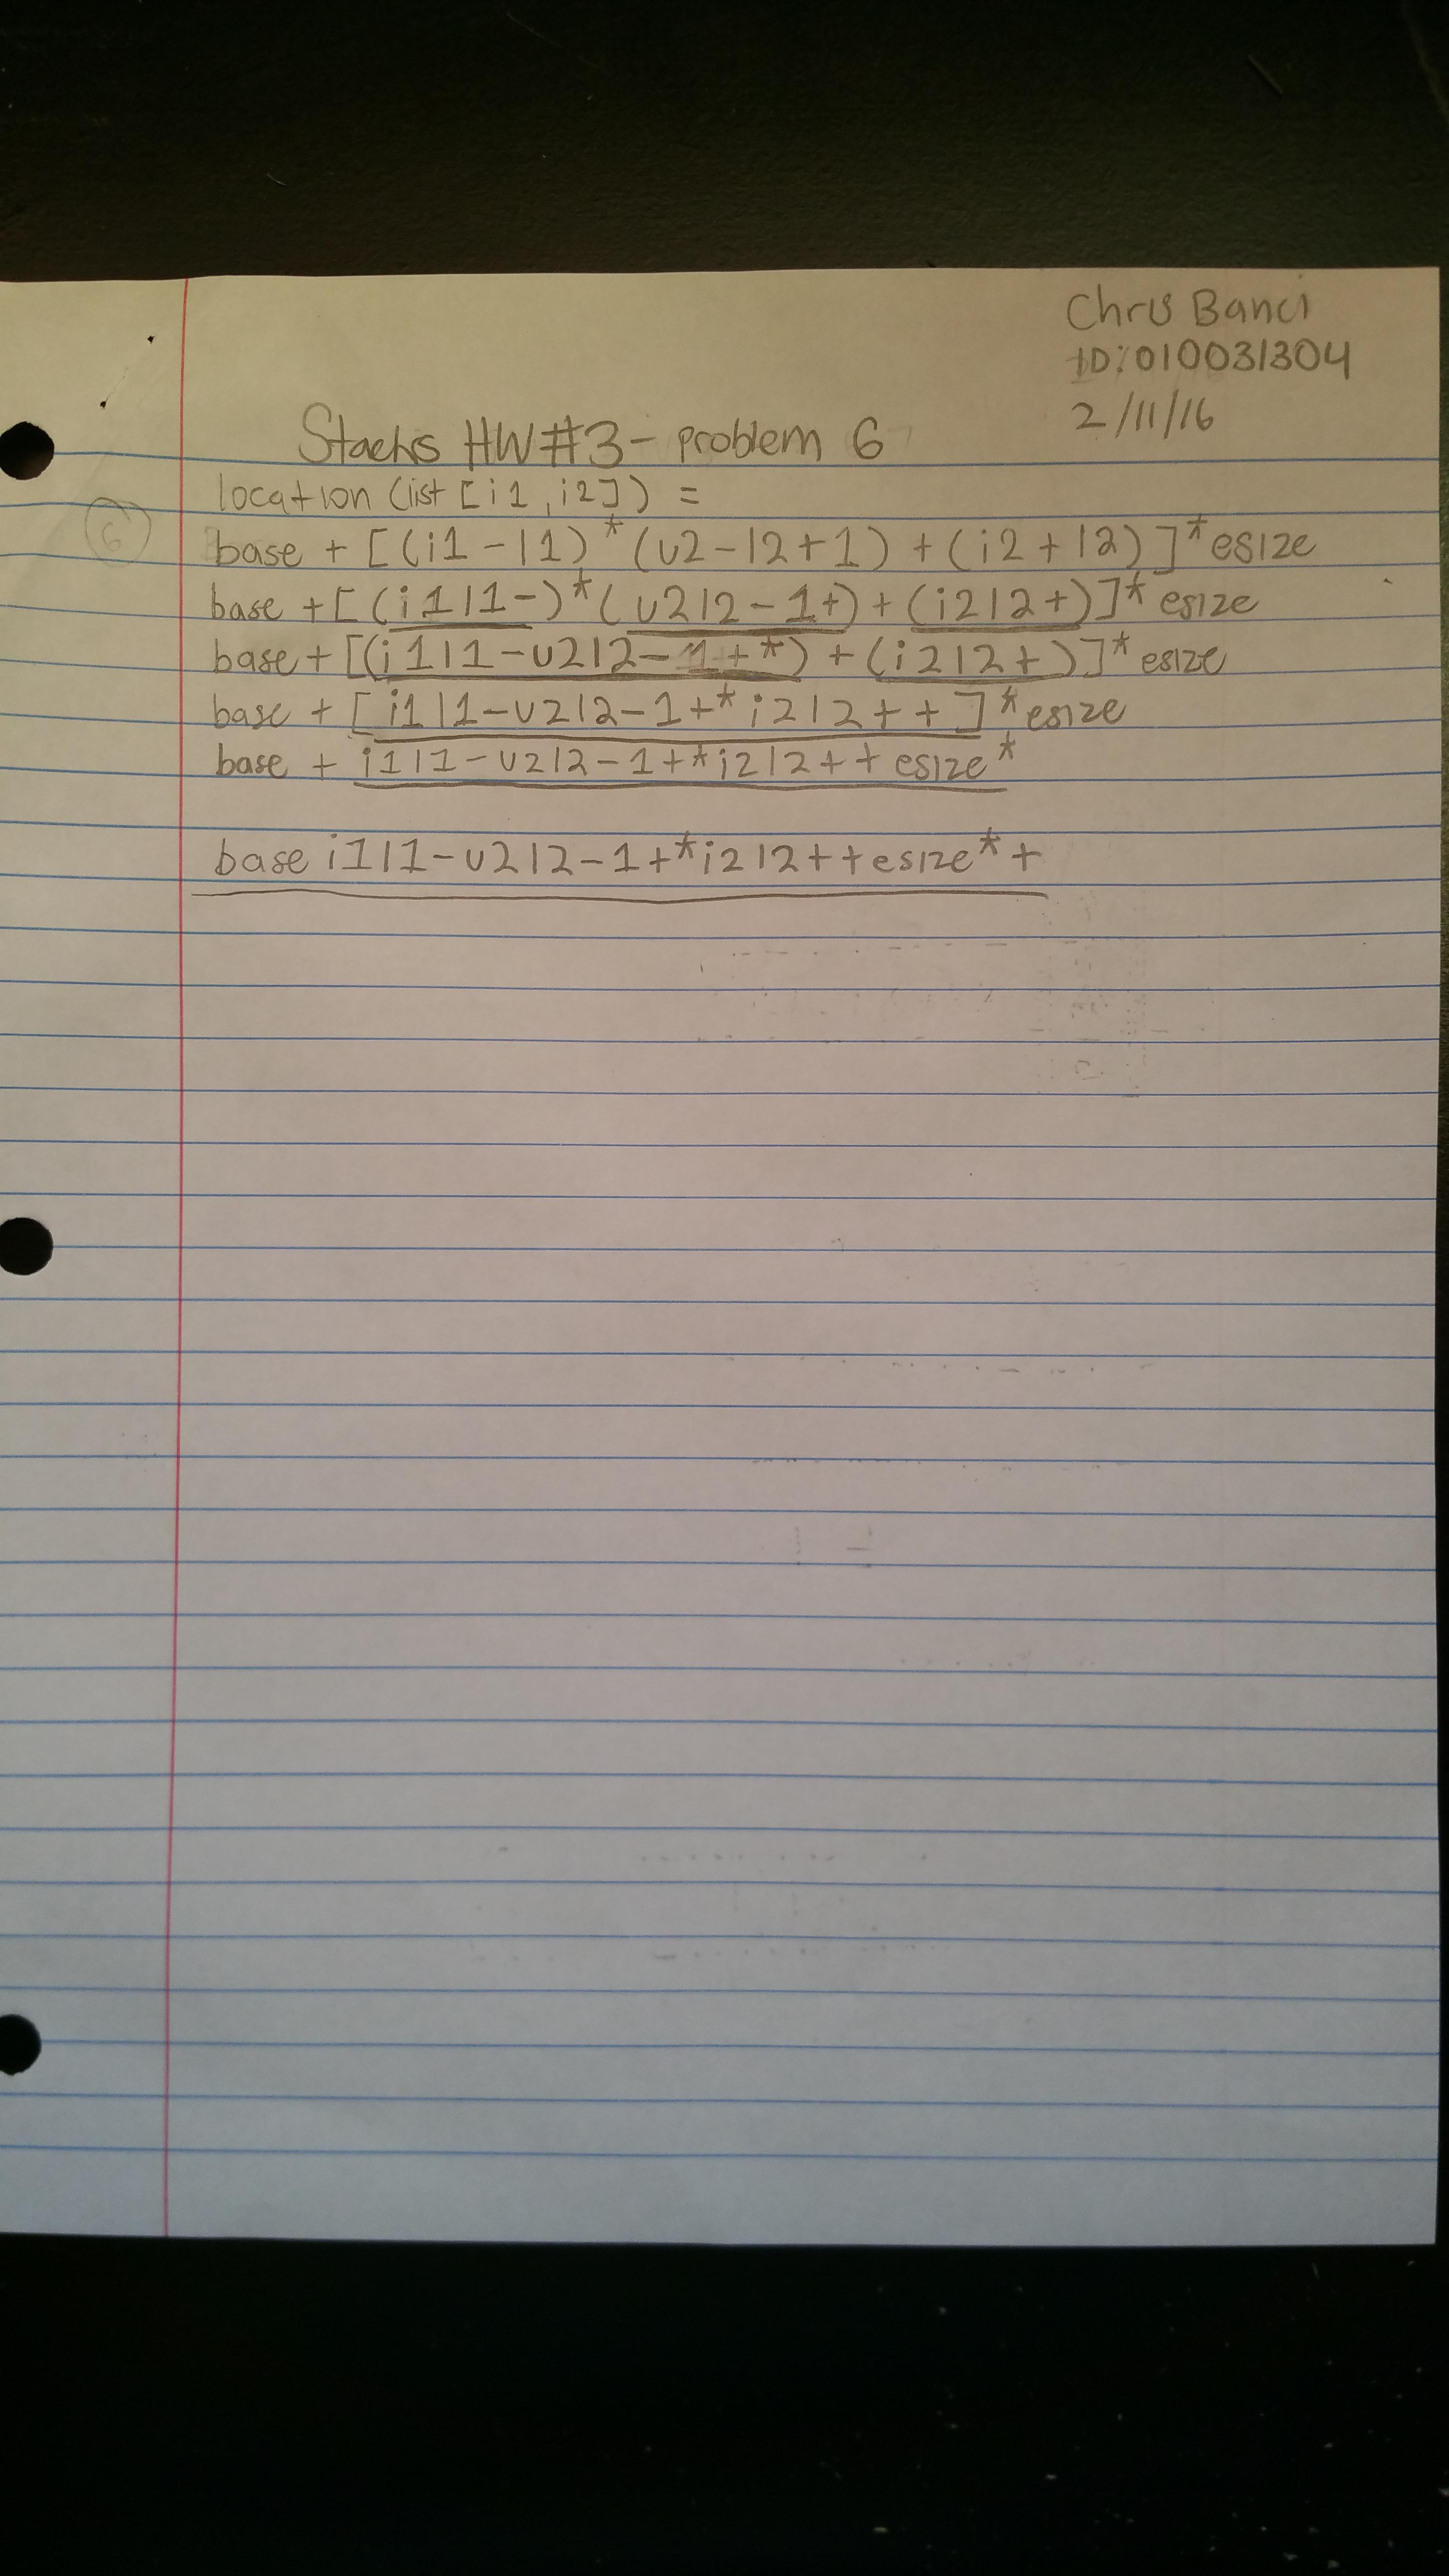 Chris Banci
ID: 010031304
2/11/16
Stacks HW#3 - problem 6
location (list [i1, i2]) =
6 base + [(i1 - l1) * (u2 - l2 + 1) + (i2 + l2)] * esize
base + [(i1 l1 -) * (u2 l2 - 1 +) + (i2 l2 +)] * esize
base + [(i1 l1 - u2 l2 - 1 + *) + (i2 l2 +)] * esize
base + [i1 l1 - u2 l2 - 1 + * i2 l2 + +] * esize
base + i1 l1 - u2 l2 - 1 + * i2 l2 + + esize *
base i1 l1 - u2 l2 - 1 + * i2 l2 + + esize * +